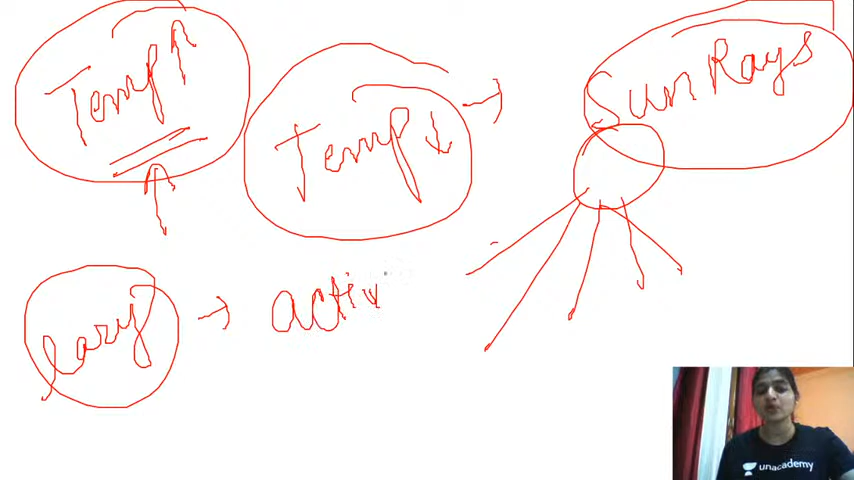 Temp ↑
Temp ↓ →
Sun Rays
lazy → activ
unacademy